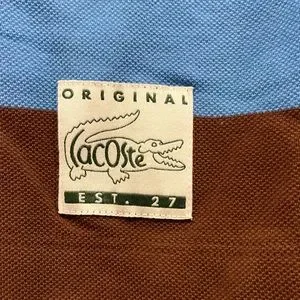 ORIGINAL
Lacoste
EST. 27